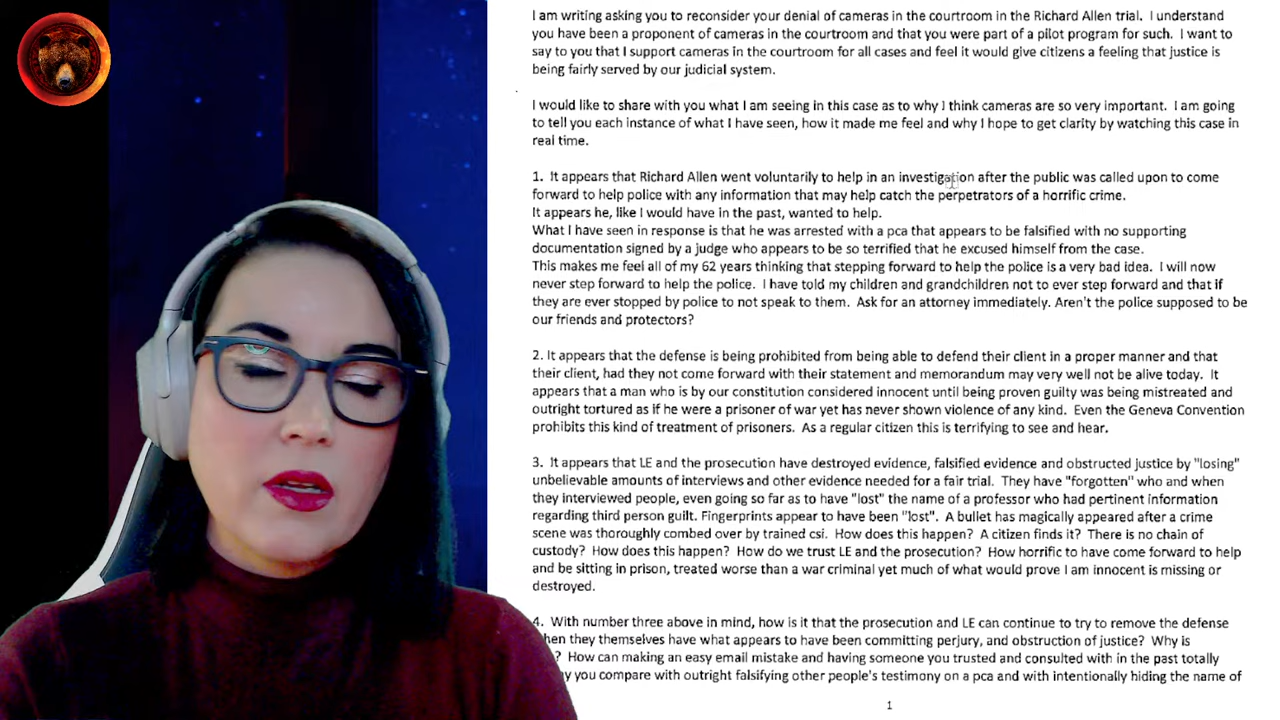 I am writing asking you to reconsider your denial of cameras in the courtroom in the Richard Allen trial. I understand
you have been a proponent of cameras in the courtroom and that you were part of a pilot program for such. I want to
say to you that I support cameras in the courtroom for all cases and feel it would give citizens a feeling that justice is
being fairly served by our judicial system.
I would like to share with you what I am seeing in this case as to why I think cameras are so very important. I am going
to tell you each instance of what I have seen, how it made me feel and why I hope to get clarity by watching this case in
real time.
1. It appears that Richard Allen went voluntarily to help in an investigation after the public was called upon to come
forward to help police with any information that may help catch the perpetrators of a horrific crime.
It appears he, like I would have in the past, wanted to help.
What I have seen in response is that he was arrested with a pca that appears to be falsified with no supporting
documentation signed by a judge who appears to be so terrified that he excused himself from the case.
This makes me feel all of my 62 years thinking that stepping forward to help the police is a very bad idea. I will now
never step forward to help the police. I have told my children and grandchildren not to ever step forward and that if
they are ever stopped by police to not speak to them. Ask for an attorney immediately. Aren't the police supposed to be
our friends and protectors?
2. It appears that the defense is being prohibited from being able to defend their client in a proper manner and that
their client, had they not come forward with their statement and memorandum may very well not be alive today. It
appears that a man who is by our constitution considered innocent until being proven guilty was being mistreated and
outright tortured as if he were a prisoner of war yet has never shown violence of any kind. Even the Geneva Convention
prohibits this kind of treatment of prisoners. As a regular citizen this is terrifying to see and hear.
3. It appears that LE and the prosecution have destroyed evidence, falsified evidence and obstructed justice by "losing"
unbelievable amounts of interviews and other evidence needed for a fair trial. They have "forgotten" who and when
they interviewed people, even going so far as to have "lost" the name of a professor who had pertinent information
regarding third person guilt. Fingerprints appear to have been "lost". A bullet has magically appeared after a crime
scene was thoroughly combed over by trained csi. How does this happen? A citizen finds it? There is no chain of
custody? How does this happen? How do we trust LE and the prosecution? How horrific to have come forward to help
and be sitting in prison, treated worse than a war criminal yet much of what would prove I am innocent is missing or
destroyed.
4. With number three above in mind, how is it that the prosecution and LE can continue to try to remove the defense
hen they themselves have what appears to have been committing perjury, and obstruction of justice? Why is
? How can making an easy email mistake and having someone you trusted and consulted with in the past totally
y you compare with outright falsifying other people's testimony on a pca and with intentionally hiding the name of
1